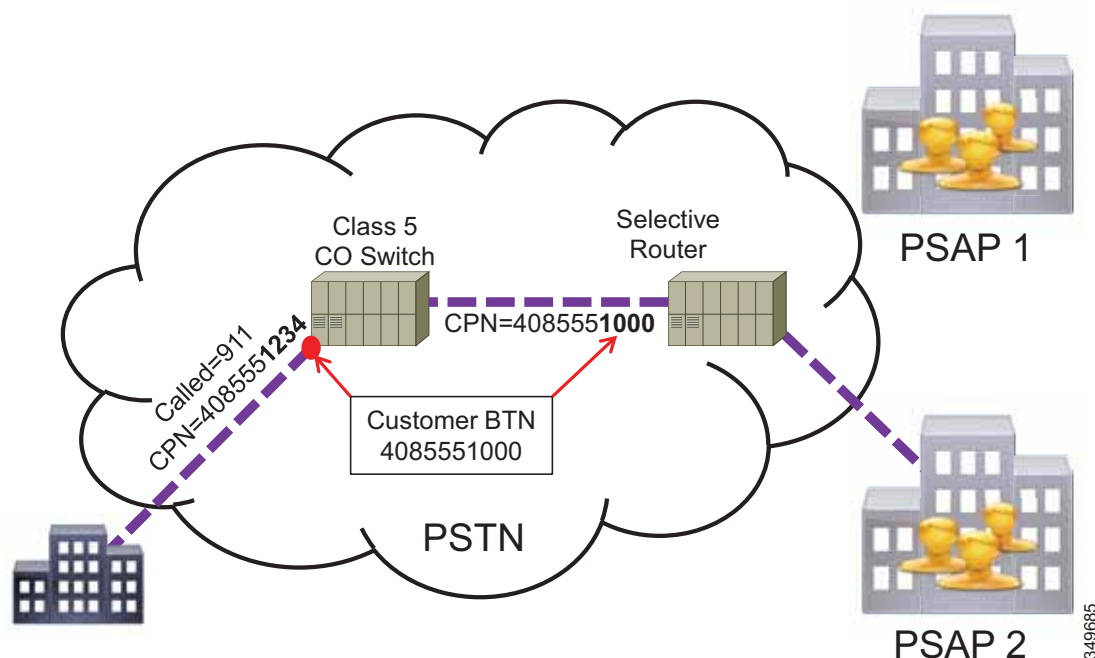 PSAP 1
Class 5
CO Switch
Selective
Router
Called=911
CPN=4085551234
CPN=4085551000
Customer BTN
4085551000
PSTN
PSAP 2
349685